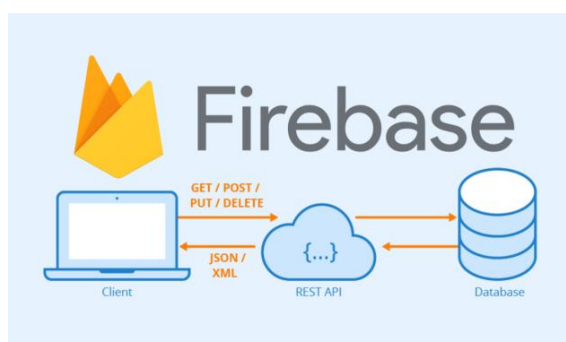 Firebase
GET / POST /
PUT / DELETE
{...}
JSON /
XML
Client
REST API
Database